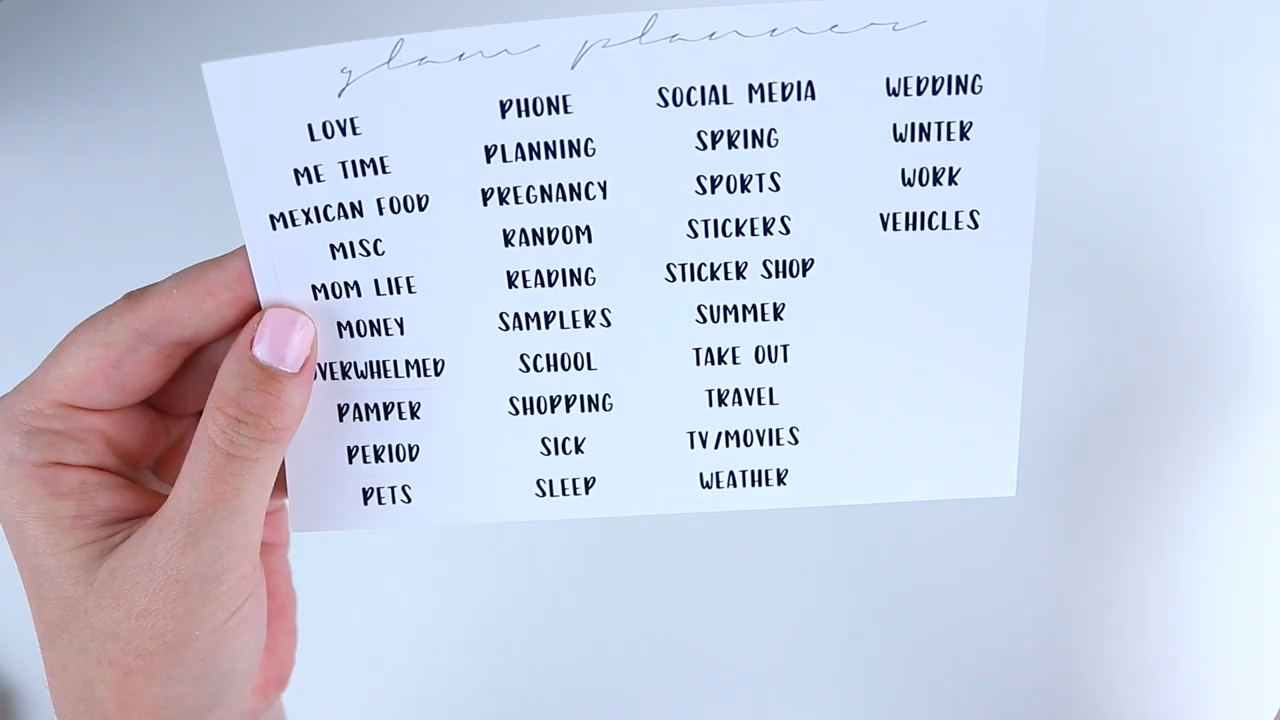 glam planner
LOVE
ME TIME
MEXICAN FOOD
MISC
MOM LIFE
MONEY
OVERWHELMED
PAMPER
PERIOD
PETS
PHONE
PLANNING
PREGNANCY
RANDOM
READING
SAMPLERS
SCHOOL
SHOPPING
SICK
SLEEP
SOCIAL MEDIA
SPRING
SPORTS
STICKERS
STICKER SHOP
SUMMER
TAKE OUT
TRAVEL
TV/MOVIES
WEATHER
WEDDING
WINTER
WORK
VEHICLES